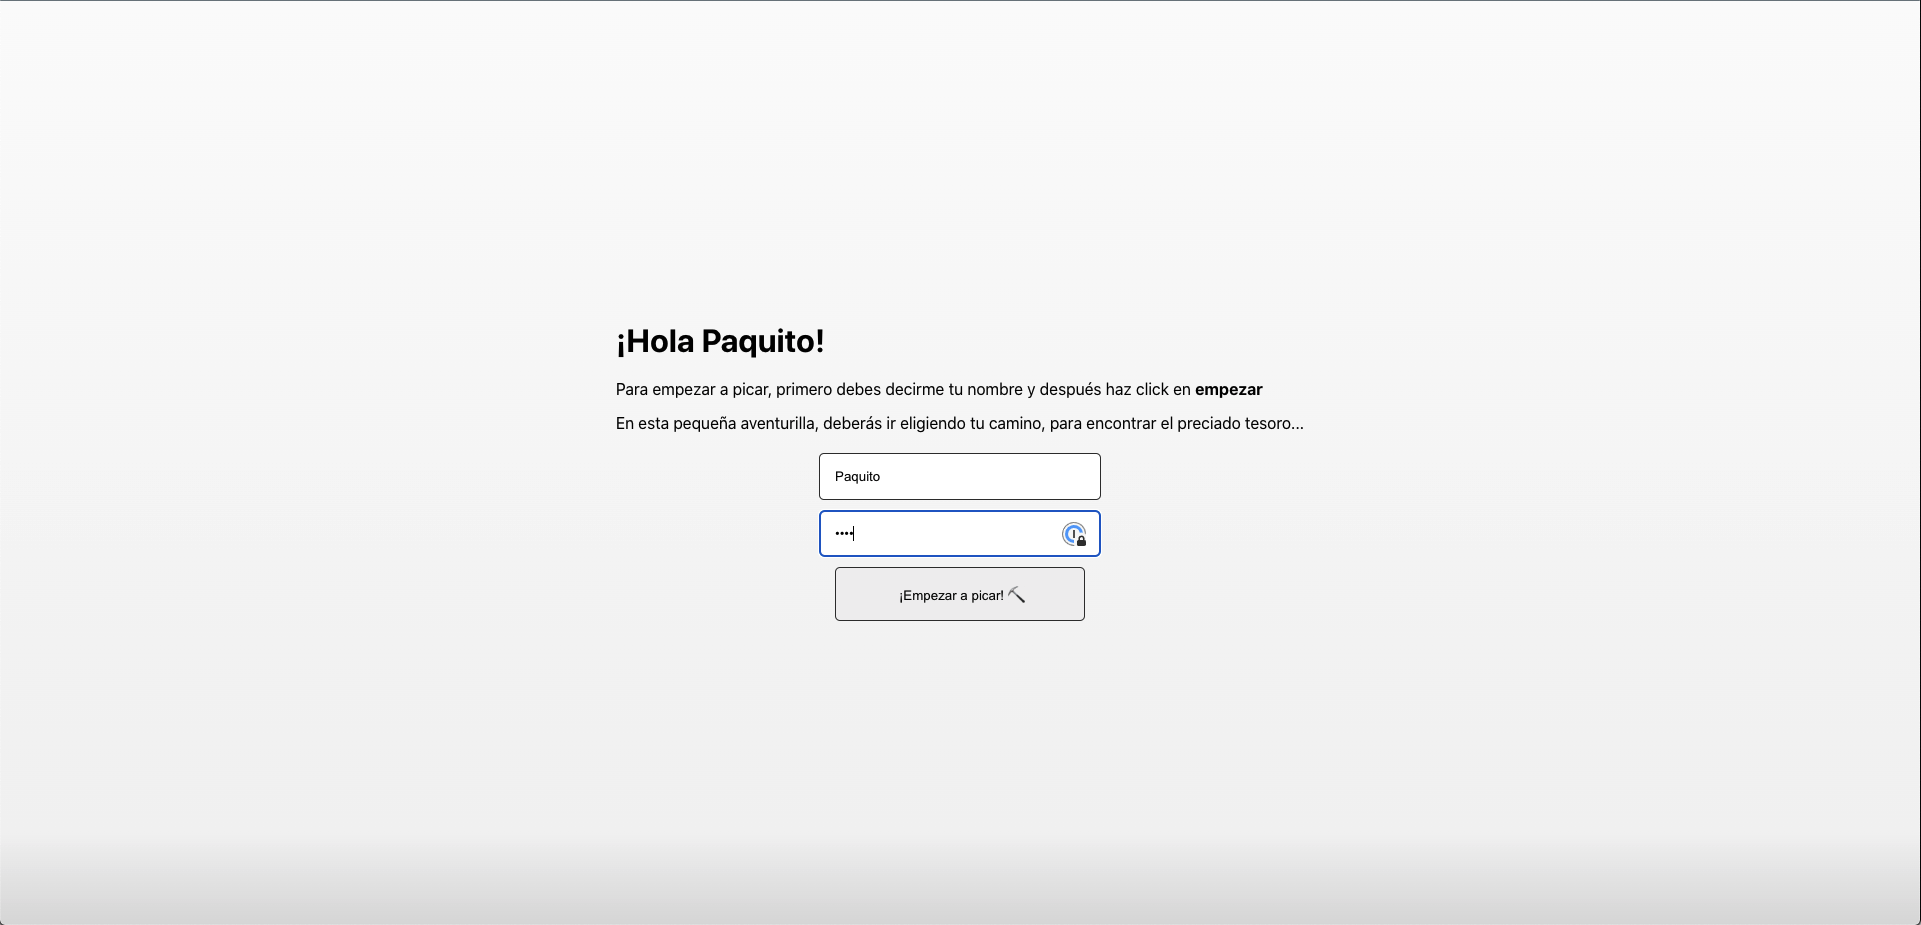 ¡Hola Paquito!
Para empezar a picar, primero debes decirme tu nombre y después haz click en empezar
En esta pequeña aventurilla, deberás ir eligiendo tu camino, para encontrar el preciado tesoro...
Paquito
••••
¡Empezar a picar!